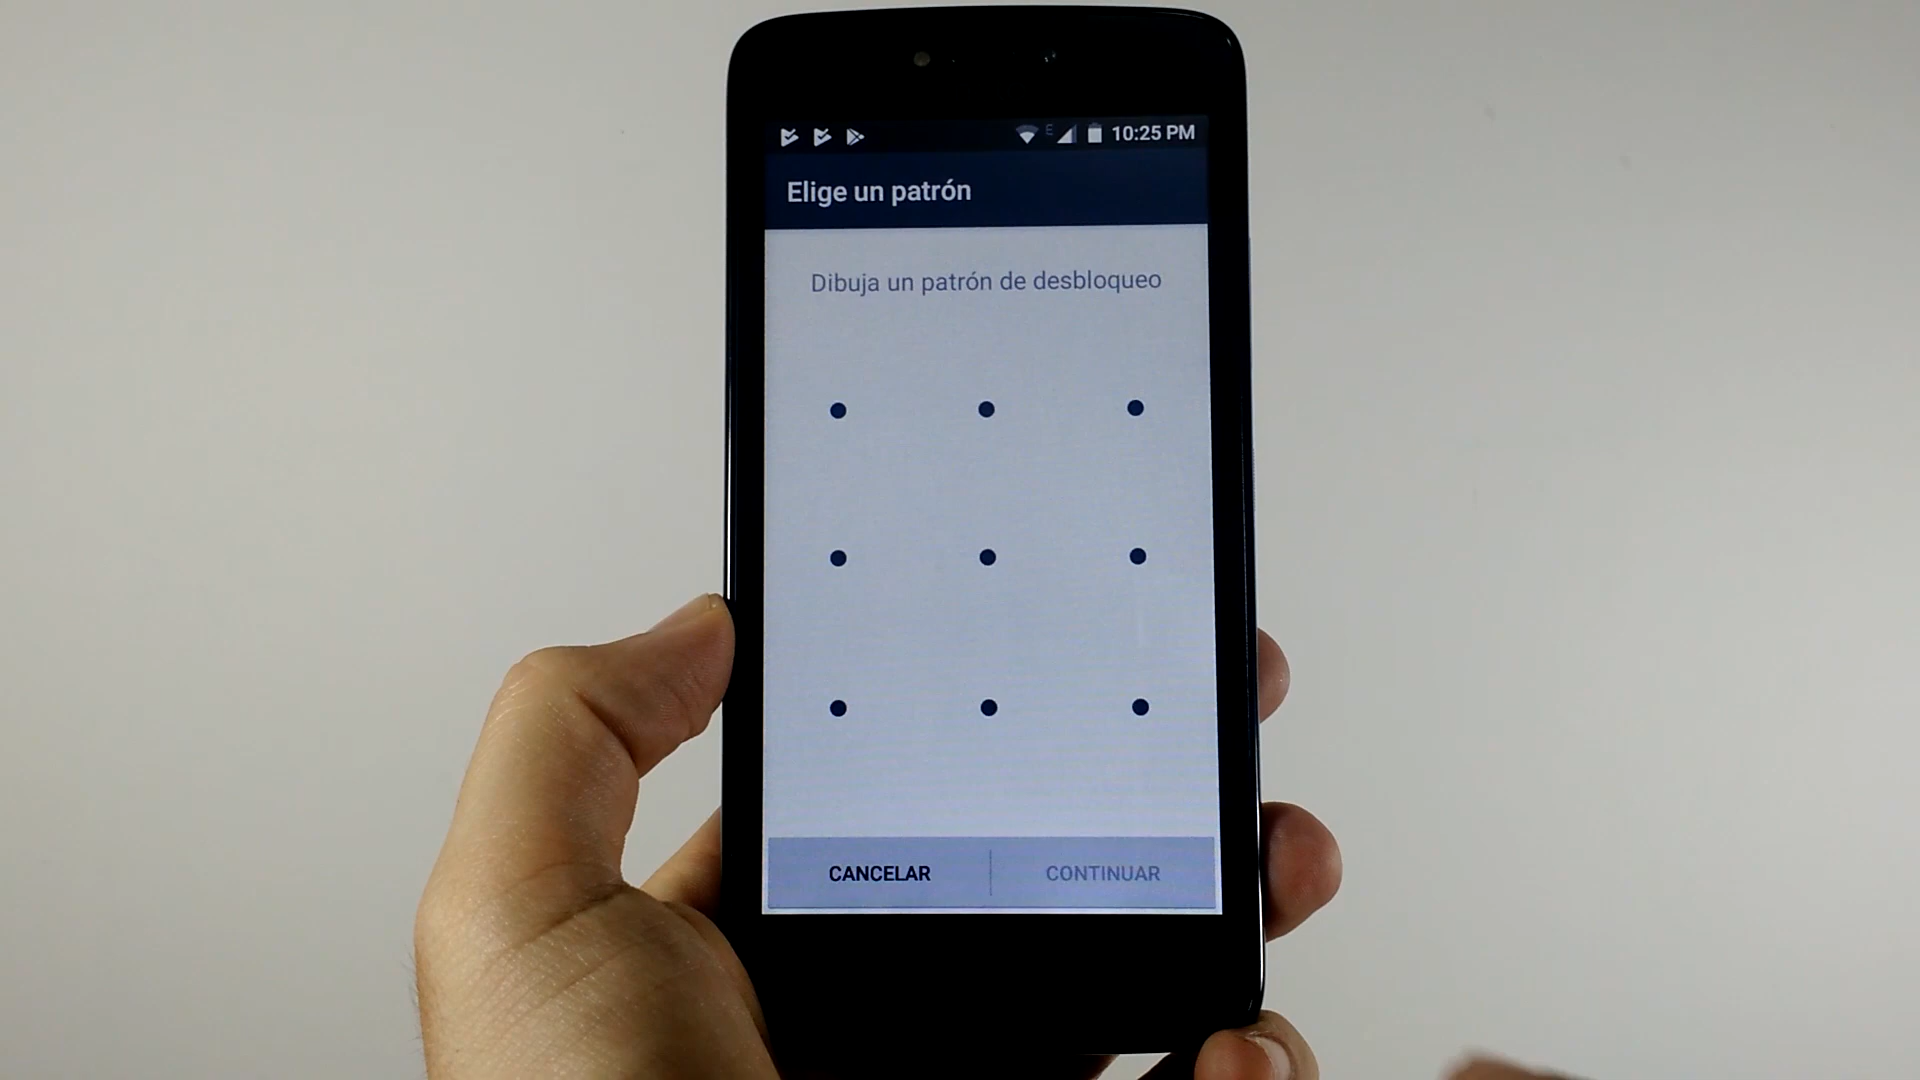 E 10:25 PM
Elige un patrón
Dibuja un patrón de desbloqueo
CANCELAR CONTINUAR